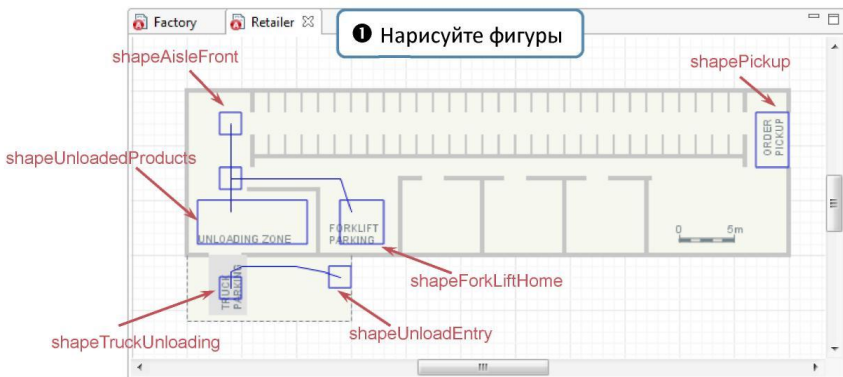 Factory
Retailer
❶ Нарисуйте фигуры
shapeAisleFront
shapePickup
ORDER
PICKUP
shapeUnloadedProducts
UNLOADING ZONE
FORKLIFT
PARKING
0 5m
shapeForkLiftHome
TRUCK
PARKING
shapeUnloadEntry
shapeTruckUnloading